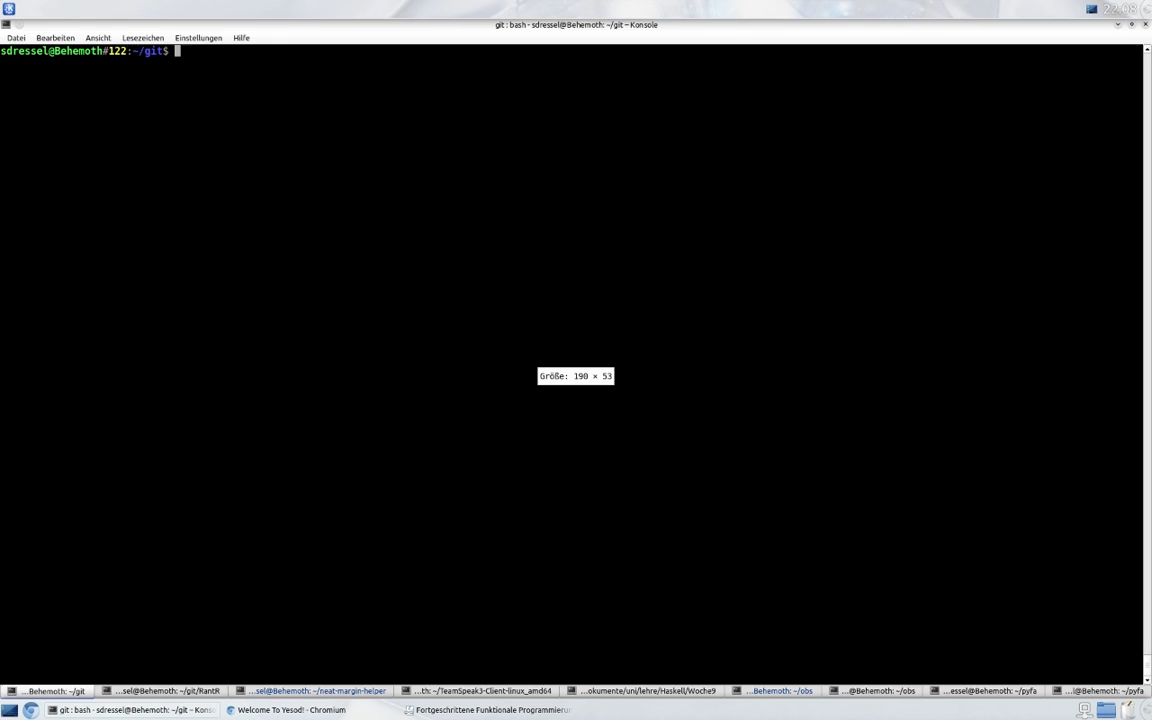 22:08
git : bash - sdressel@Behemoth: ~/git – Konsole
Datei Bearbeiten Ansicht Lesezeichen Einstellungen Hilfe
sdressel@Behemoth#122:~/git$
Größe: 190 × 53
...Behemoth: ~/git ...sel@Behemoth: ~/git/RantR ...sel@Behemoth: ~/neat-margin-helper ...th: ~/TeamSpeak3-Client-linux_amd64 ...okumente/uni/lehre/Haskell/Woche9 ...Behemoth: ~/obs ...@Behemoth: ~/obs ...essel@Behemoth: ~/pyfa ...l@Behemoth: ~/pyfa
git : bash - sdressel@Behemoth: ~/git – Konso Welcome To Yesod! - Chromium Fortgeschrittene Funktionale Programmierun